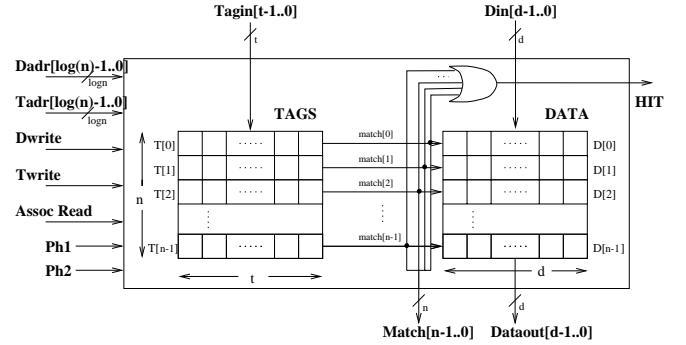 Tagin[t-1..0]
Din[d-1..0]
t
d
Dadr[log(n)-1..0]
logn
HIT
Tadr[log(n)-1..0]
logn
TAGS
DATA
Dwrite
T[0]
.....
match[0]
.....
D[0]
T[1]
.....
match[1]
.....
D[1]
Twrite
n
T[2]
.....
match[2]
.....
D[2]
Assoc Read
Ph1
T[n-1]
.....
match[n-1]
.....
D[n-1]
Ph2
t
d
n
d
Match[n-1..0]
Dataout[d-1..0]